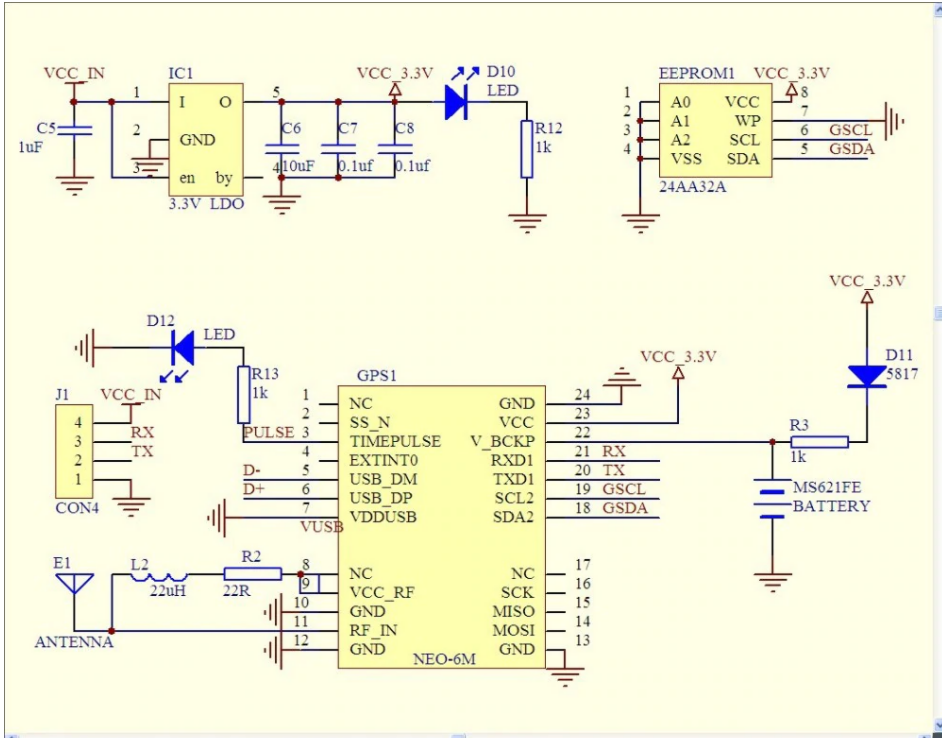 VCC_IN
IC1
1
I
O
5
2
GND
3
en
by
4
3.3V LDO
C5
1uF
C6
10uF
C7
0.1uf
C8
0.1uf
VCC_3.3V
D10
LED
R12
1k
EEPROM1
VCC_3.3V
1
A0
VCC
8
2
A1
WP
7
3
A2
SCL
6
GSCL
4
VSS
SDA
5
GSDA
24AA32A
D12
LED
R13
1k
J1
VCC_IN
4
3
RX
2
TX
1
CON4
GPS1
1
NC
2
SS_N
PULSE
3
TIMEPULSE
4
EXTINT0
D-
5
USB_DM
D+
6
USB_DP
7
VDDUSB
VUSB
8
NC
9
VCC_RF
10
GND
11
RF_IN
12
GND
GND
24
VCC
23
V_BCKP
22
RXD1
21
RX
TXD1
20
TX
SCL2
19
GSCL
SDA2
18
GSDA
NC
17
SCK
16
MISO
15
MOSI
14
GND
13
NEO-6M
VCC_3.3V
VCC_3.3V
D11
5817
R3
1k
MS621FE
BATTERY
E1
ANTENNA
L2
22uH
R2
22R